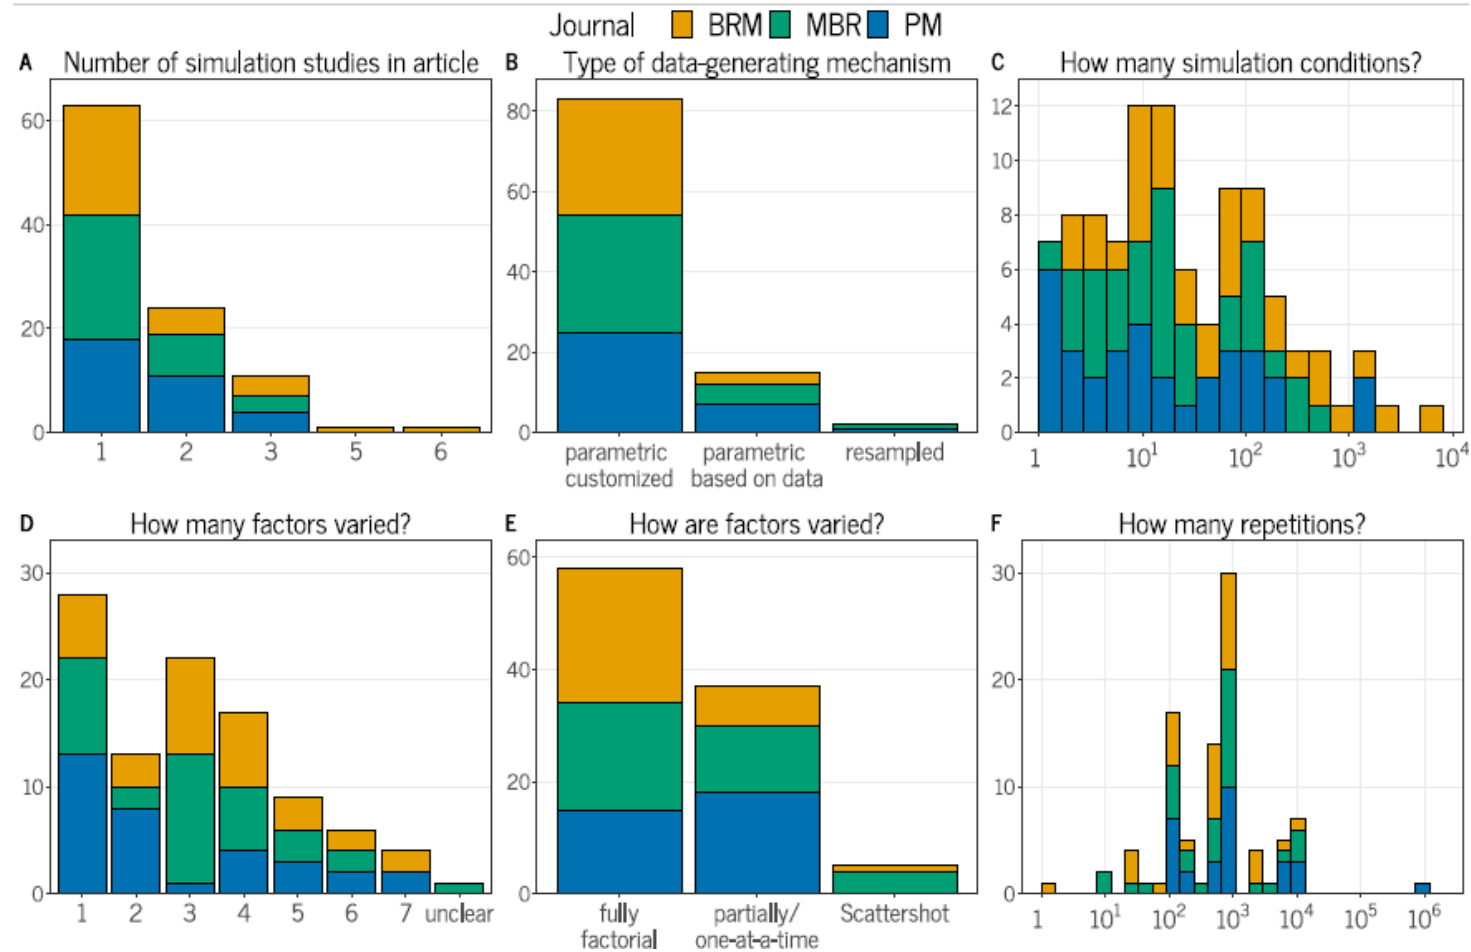 Journal BRM MBR PM
A Number of simulation studies in article
60
40
20
0
1 2 3 5 6
B Type of data-generating mechanism
80
60
40
20
0
parametric customized
parametric based on data
resampled
C How many simulation conditions?
12
10
8
6
4
2
0
1 10¹ 10² 10³ 10⁴
D How many factors varied?
30
20
10
0
1 2 3 4 5 6 7 unclear
E How are factors varied?
60
40
20
0
fully factorial
partially/ one-at-a-time
Scattershot
F How many repetitions?
30
20
10
0
1 10¹ 10² 10³ 10⁴ 10⁵ 10⁶